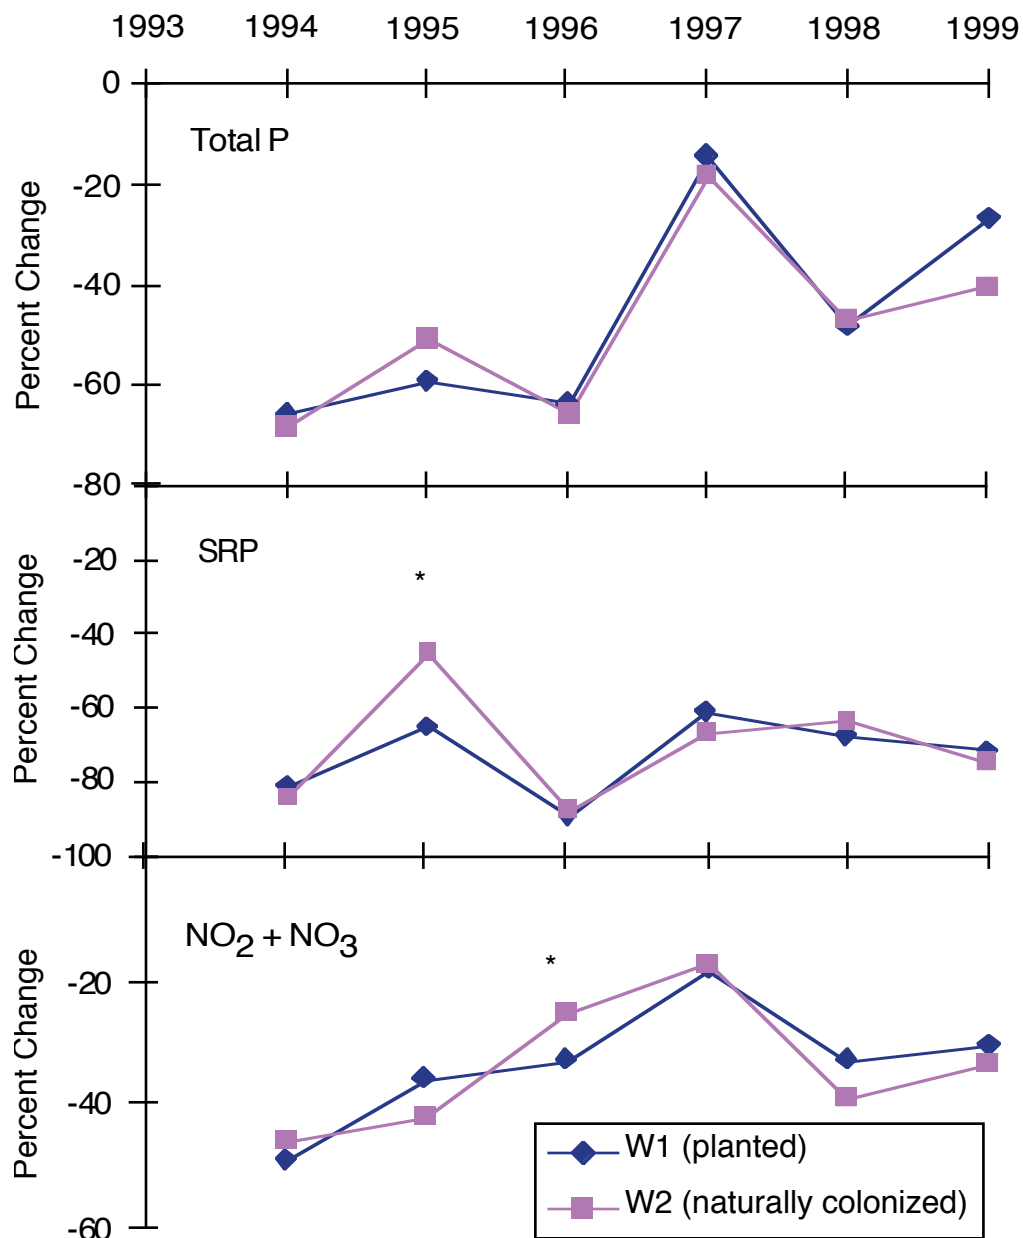 1993 1994 1995 1996 1997 1998 1999
0
Total P
-20
-40
-60
-80
Percent Change
SRP
-20
*
-40
-60
-80
-100
Percent Change
NO2 + NO3
*
-20
-40
-60
Percent Change
W1 (planted)
W2 (naturally colonized)